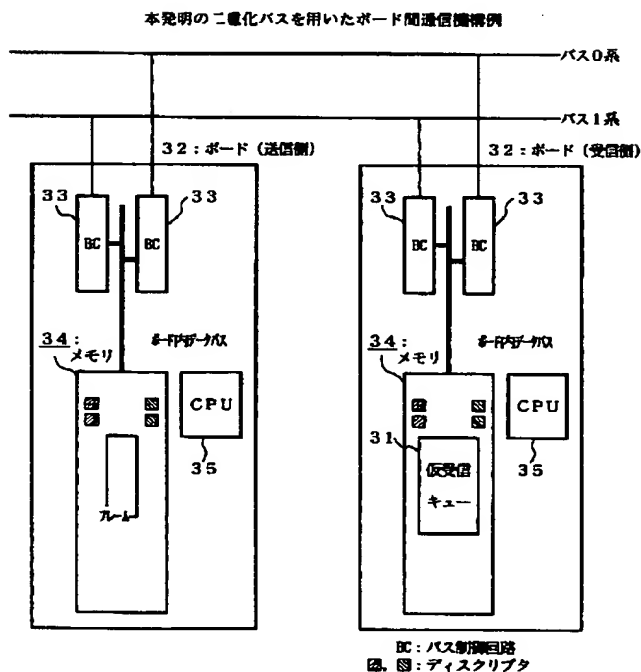 本発明の二重化バスを用いたボード間通信機構例
バス0系
バス1系
32:ボード(送信側)
32:ボード(受信側)
33
33
33
33
BC
BC
BC
BC
34:メモリ
ボード内データバス
34:メモリ
ボード内データバス
CPU
35
フレーム
31
仮受信
キュー
CPU
35
BC:バス制御回路
、 :ディスクリプタ